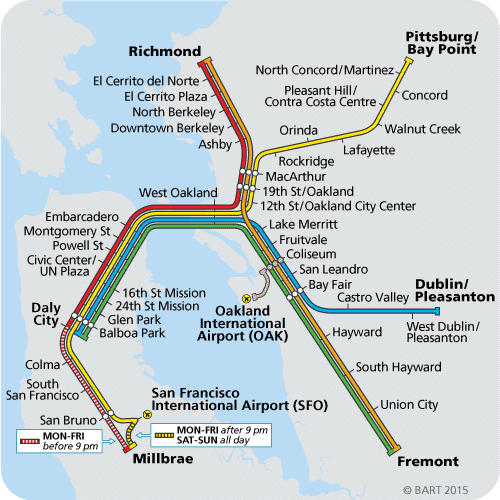 Richmond
Pittsburg/
Bay Point
El Cerrito del Norte
El Cerrito Plaza
North Berkeley
Downtown Berkeley
Ashby
North Concord/Martinez
Pleasant Hill/
Contra Costa Centre
Concord
Orinda
Walnut Creek
Lafayette
Rockridge
MacArthur
19th St/Oakland
12th St/Oakland City Center
West Oakland
Lake Merritt
Fruitvale
Coliseum
San Leandro
Bay Fair
Embarcadero
Montgomery St
Powell St
Civic Center/
UN Plaza
16th St Mission
24th St Mission
Glen Park
Balboa Park
Daly
City
Oakland
International
Airport (OAK)
Castro Valley
Dublin/
Pleasanton
West Dublin/
Pleasanton
Hayward
South Hayward
Union City
Fremont
Colma
South
San Francisco
San Bruno
San Francisco
International Airport (SFO)
MON-FRI
before 9 pm
MON-FRI after 9 pm
SAT-SUN all day
Millbrae
© BART 2015